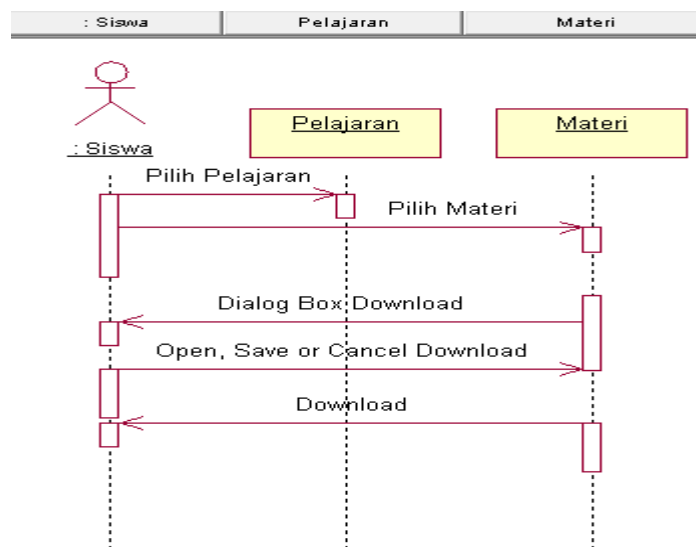 : Siswa Pelajaran Materi
Pelajaran Materi
: Siswa
Pilih Pelajaran
Pilih Materi
Dialog Box Download
Open, Save or Cancel Download
Download